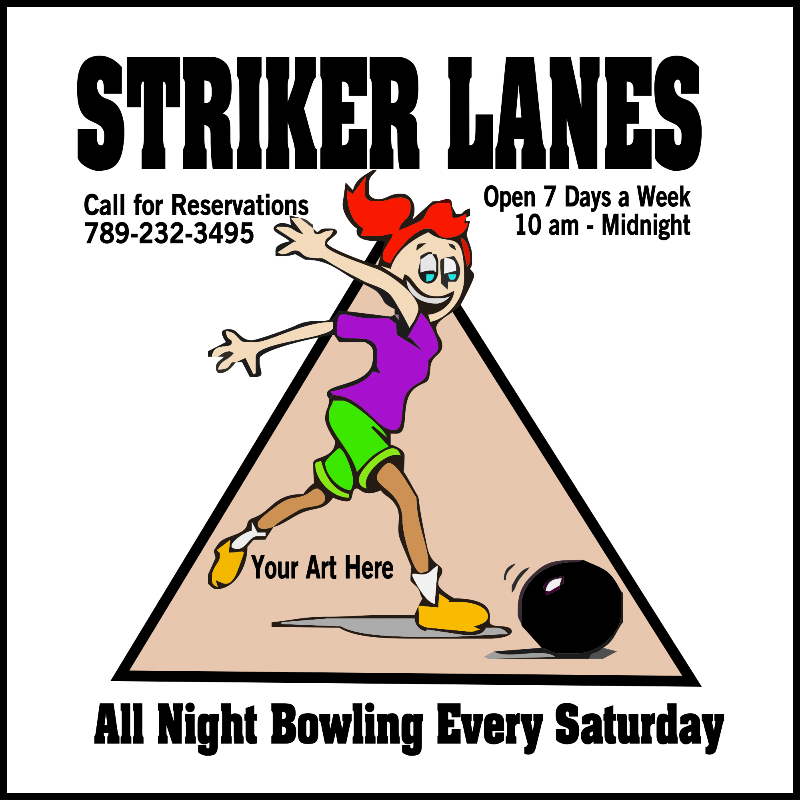 STRIKER LANES
Call for Reservations
789-232-3495
Open 7 Days a Week
10 am - Midnight
Your Art Here
All Night Bowling Every Saturday